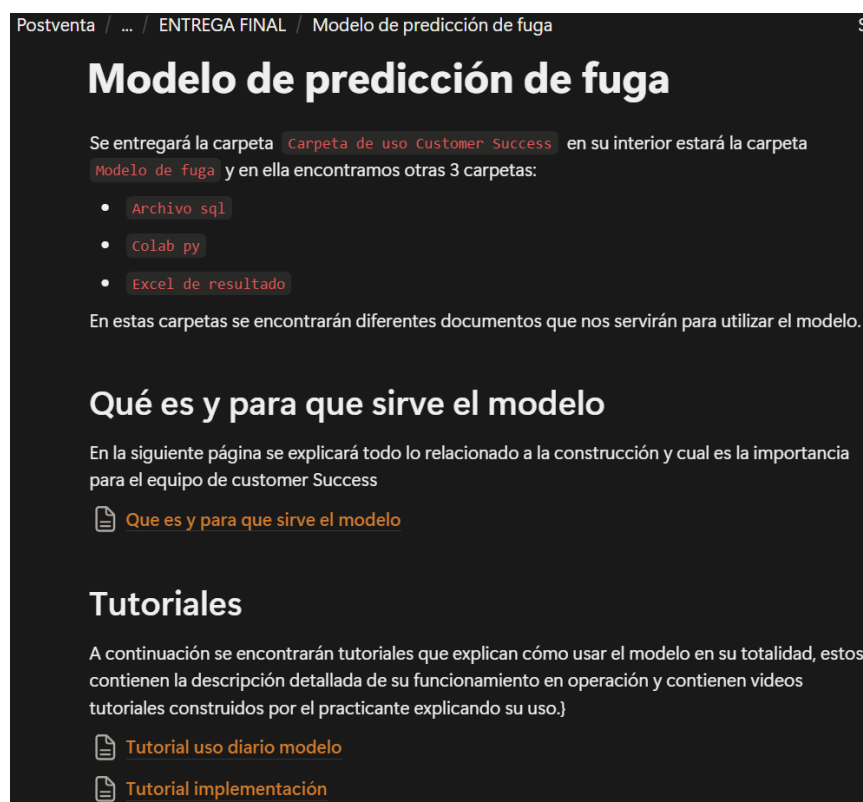 Postventa / ... / ENTREGA FINAL / Modelo de predicción de fuga
Modelo de predicción de fuga
Se entregará la carpeta Carpeta de uso Customer Success en su interior estará la carpeta
Modelo de fuga y en ella encontramos otras 3 carpetas:
• Archivo sql
• Colab py
• Excel de resultado
En estas carpetas se encontrarán diferentes documentos que nos servirán para utilizar el modelo.
Qué es y para que sirve el modelo
En la siguiente página se explicará todo lo relacionado a la construcción y cual es la importancia
para el equipo de customer Success
Que es y para que sirve el modelo
Tutoriales
A continuación se encontrarán tutoriales que explican cómo usar el modelo en su totalidad, estos
contienen la descripción detallada de su funcionamiento en operación y contienen videos
tutoriales construidos por el practicante explicando su uso.}
Tutorial uso diario modelo
Tutorial implementación